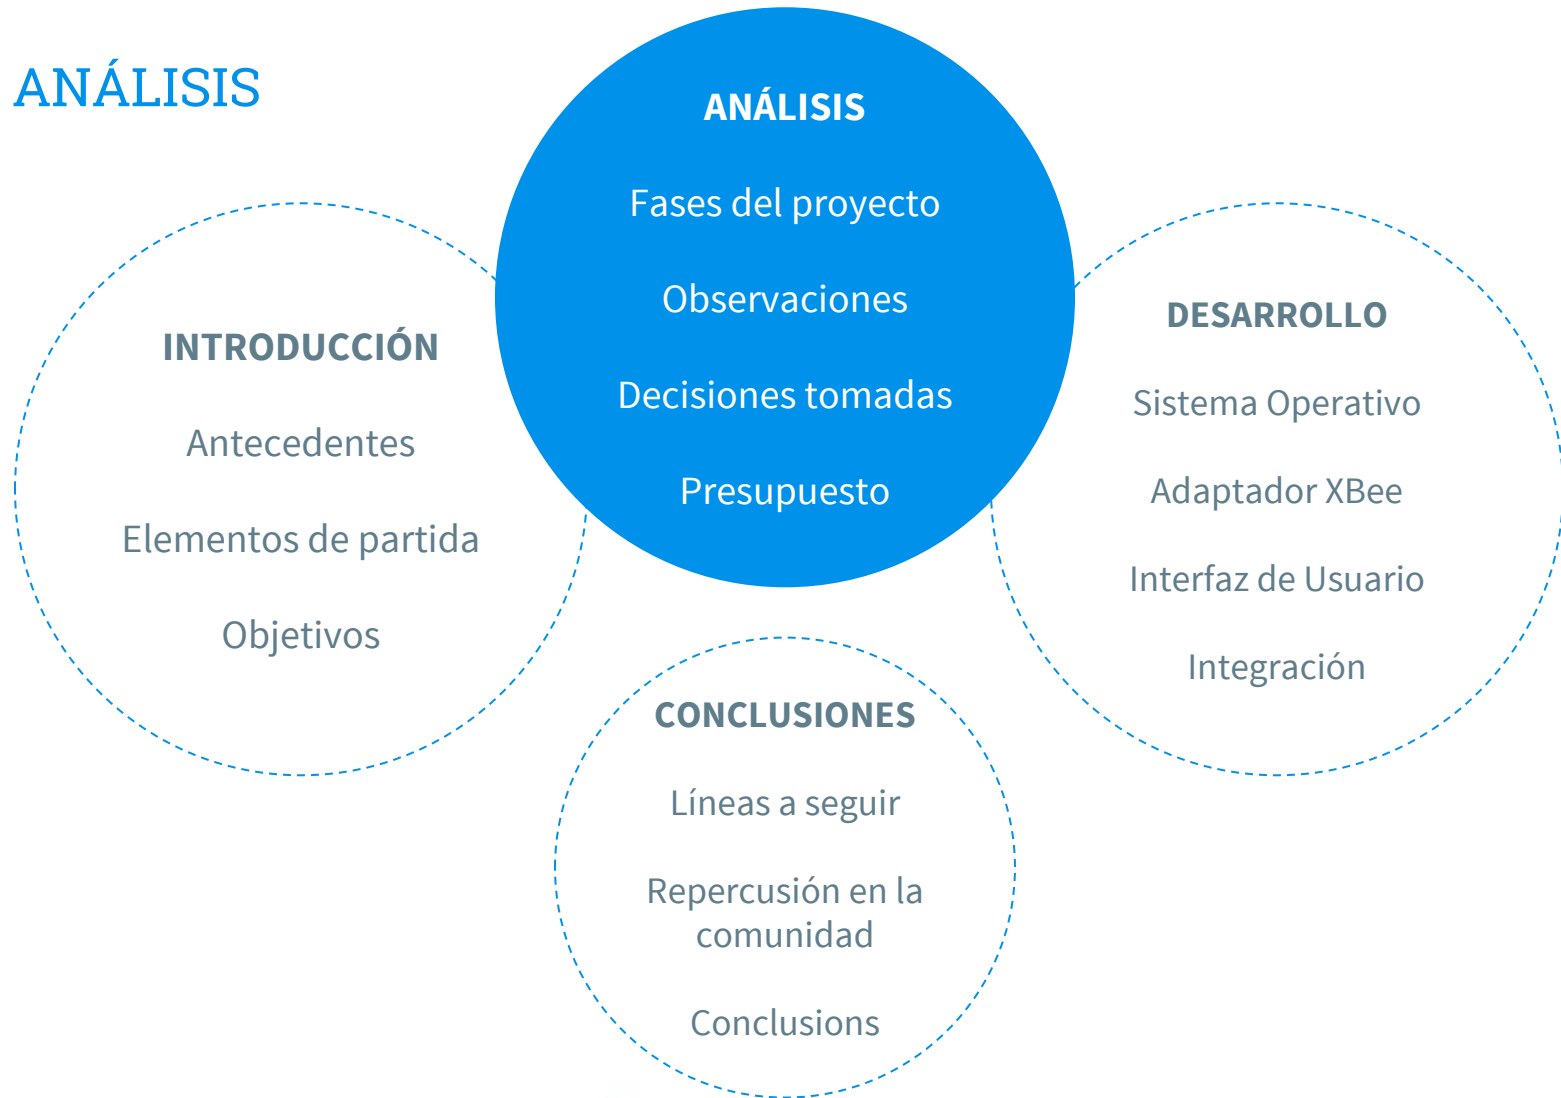 ANÁLISIS
INTRODUCCIÓN
Antecedentes
Elementos de partida
Objetivos
ANÁLISIS
Fases del proyecto
Observaciones
Decisiones tomadas
Presupuesto
DESARROLLO
Sistema Operativo
Adaptador XBee
Interfaz de Usuario
Integración
CONCLUSIONES
Líneas a seguir
Repercusión en la
comunidad
Conclusions